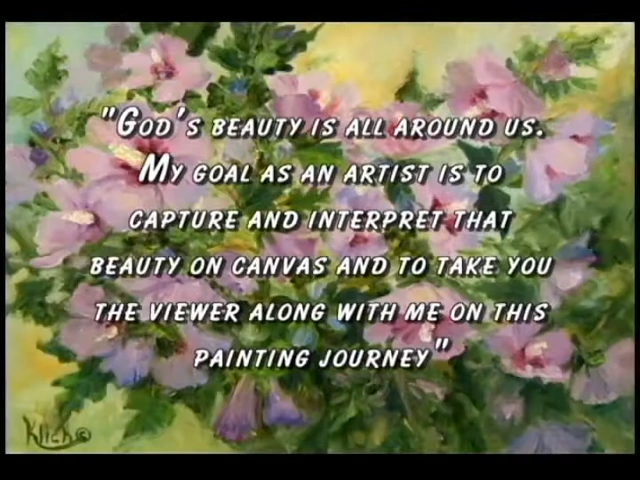 "God's beauty is all around us.
My goal as an artist is to
capture and interpret that
beauty on canvas and to take you
the viewer along with me on this
painting journey"
Klich©